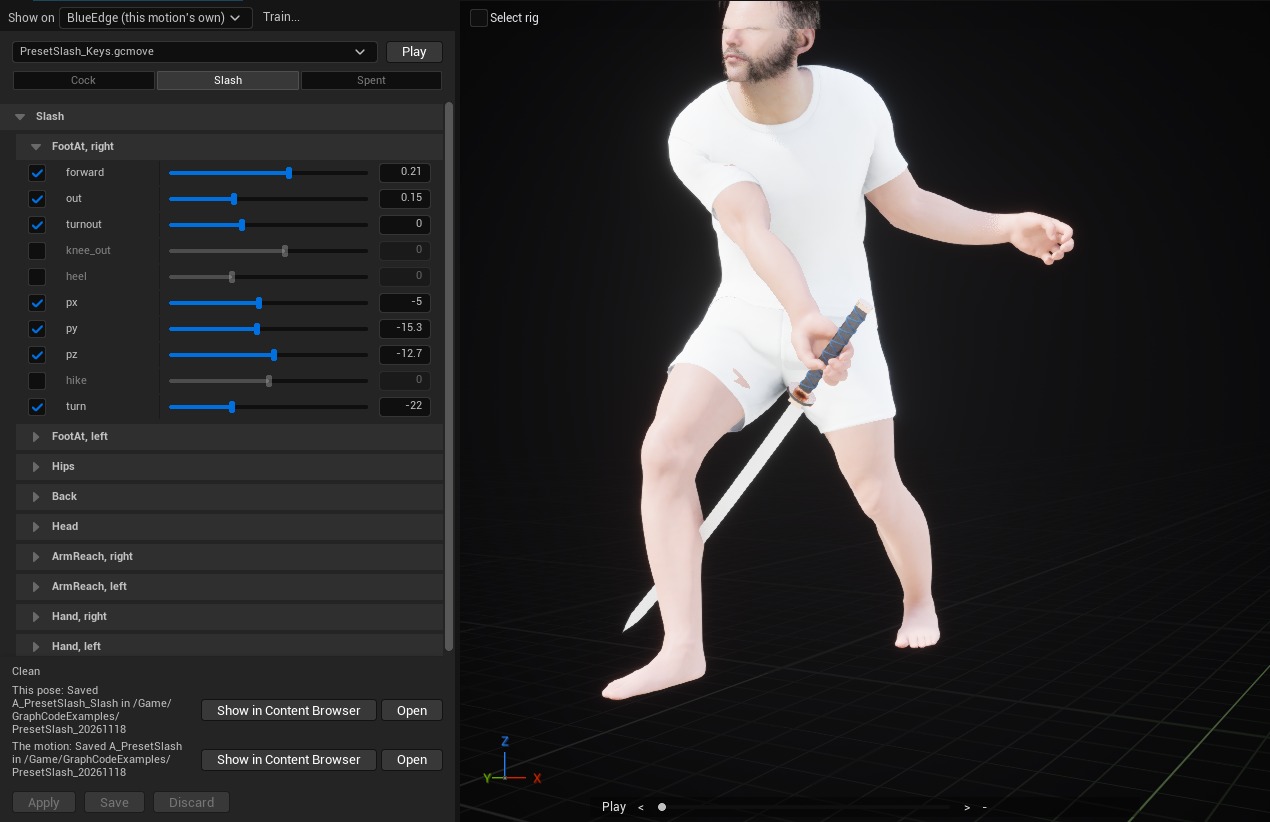 Show on BlueEdge (this motion's own) Train...
Select rig
PresetSlash_Keys.gcmove Play
Cock Slash Spent
Slash
FootAt, right
forward 0.21
out 0.15
turnout 0
knee_out 0
heel 0
px -5
py -15.3
pz -12.7
hike 0
turn -22
FootAt, left
Hips
Back
Head
ArmReach, right
ArmReach, left
Hand, right
Hand, left
Clean
This pose: Saved
A_PresetSlash_Slash in /Game/
GraphCodeExamples/
PresetSlash_20261118
Show in Content Browser Open
The motion: Saved A_PresetSlash
in /Game/GraphCodeExamples/
PresetSlash_20261118
Show in Content Browser Open
Apply Save Discard
Z
Y X
Play < > -